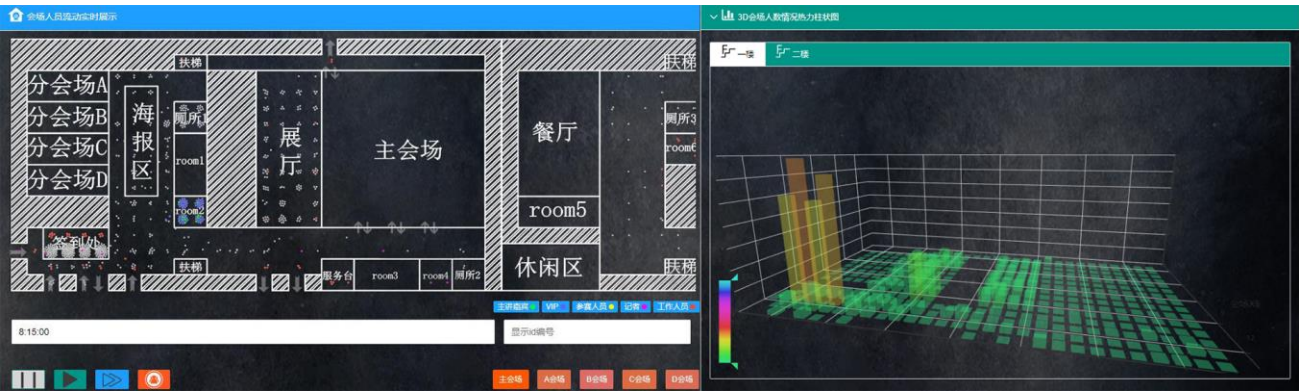 会场人员流动实时展示
扶梯
扶梯
分会场A
分会场B
分会场C
分会场D
海报区
厕所1
room1
room2
展厅
主会场
餐厅
厕所3
room6
room5
签到处
扶梯
服务台
room3
room4
厕所2
休闲区
扶梯
主讲嘉宾
VIP
参会人员
记者
工作人员
8:15:00
显示id编号
主会场
A会场
B会场
C会场
D会场
3D会场人数情况热力柱状图
一楼
二楼